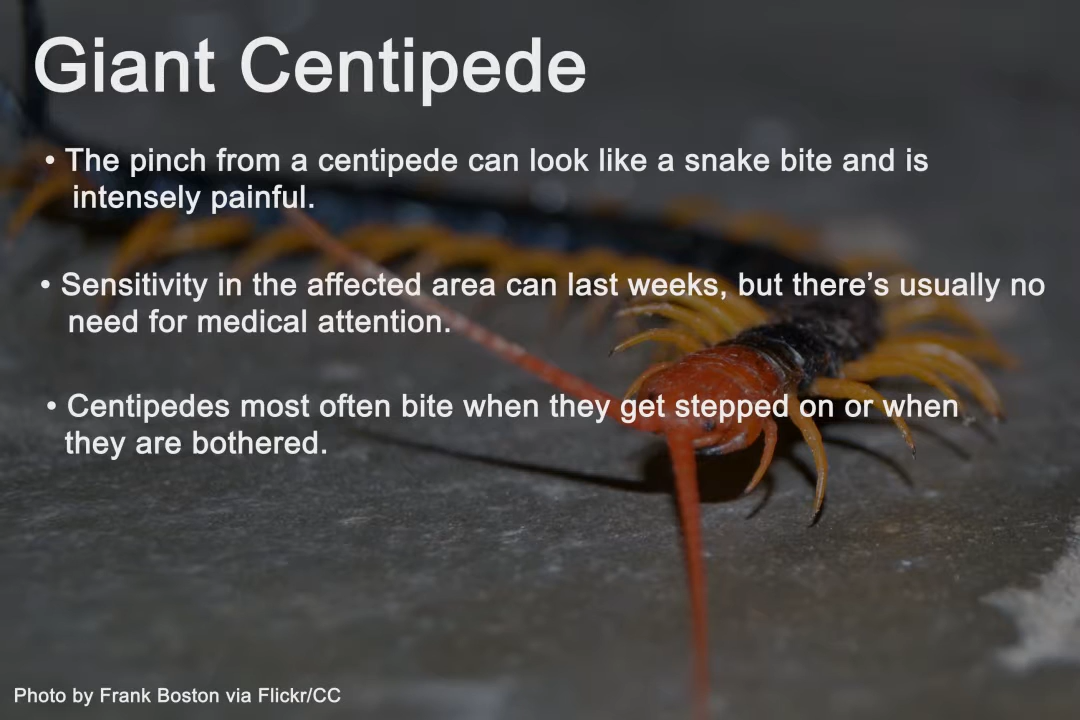 Giant Centipede
• The pinch from a centipede can look like a snake bite and is
intensely painful.
• Sensitivity in the affected area can last weeks, but there’s usually no
need for medical attention.
• Centipedes most often bite when they get stepped on or when
they are bothered.
Photo by Frank Boston via Flickr/CC